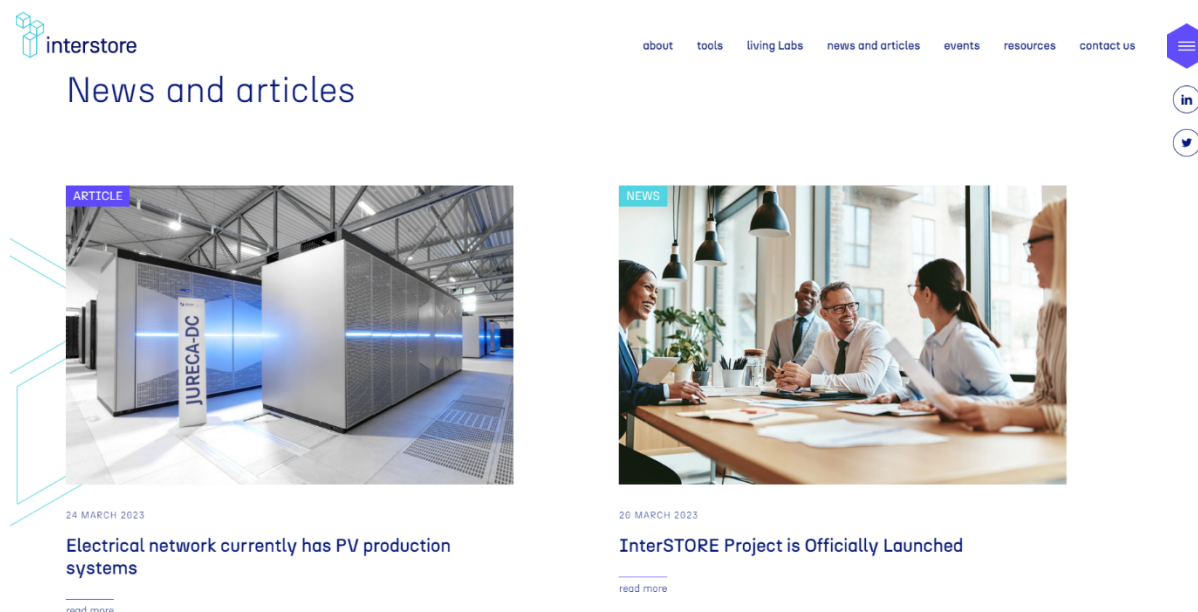 interstore
about
tools
living Labs
news and articles
events
resources
contact us
News and articles
in
ARTICLE
JURECA-DC
NEWS
24 MARCH 2023
Electrical network currently has PV production
systems
read more
20 MARCH 2023
InterSTORE Project is Officially Launched
read more